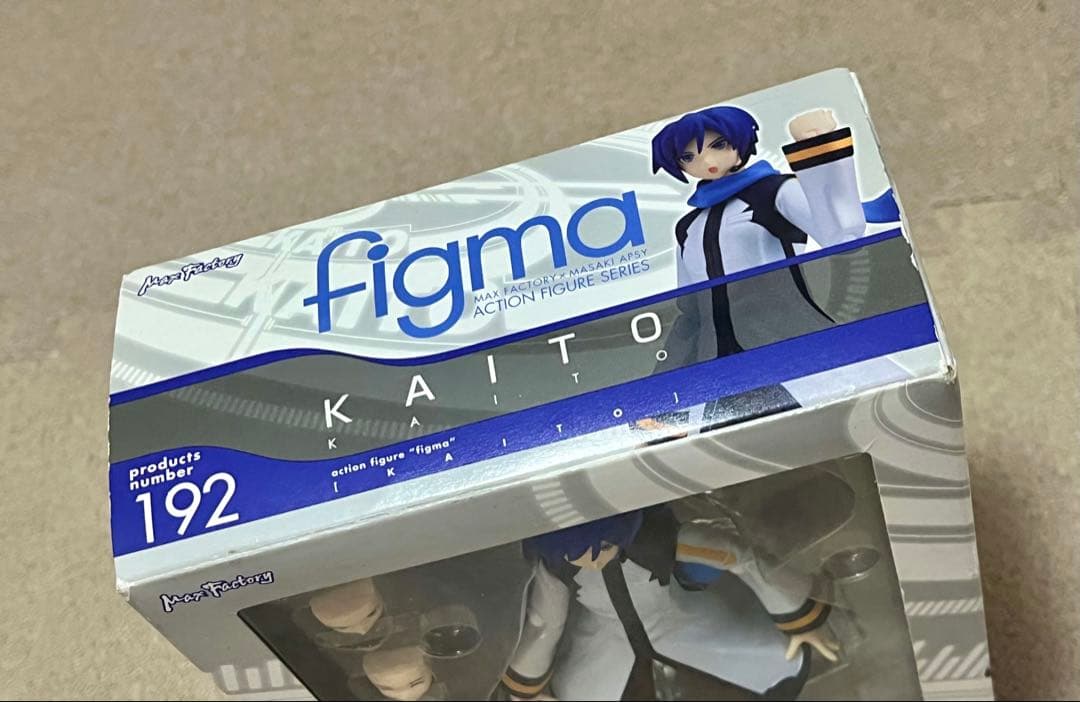 Max Factory
figma
MAX FACTORY × MASAKI APSY
ACTION FIGURE SERIES
KAITO
KAITO
products
number
192
action figure "figma"
[ KAITO ]
Max Factory